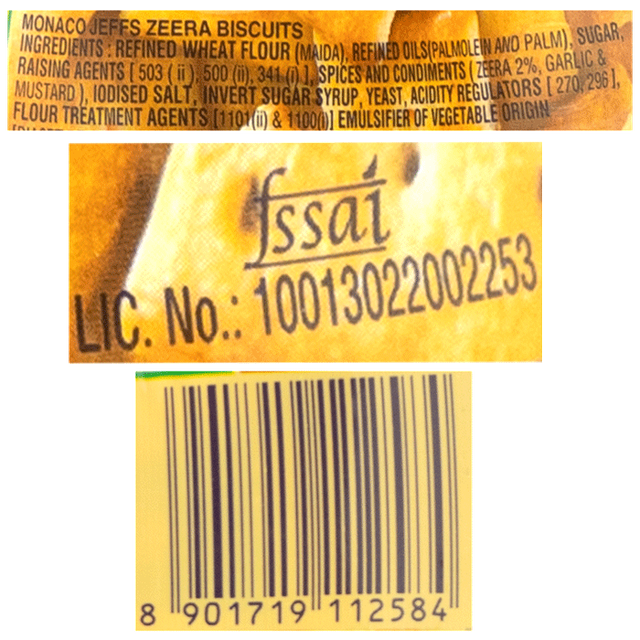 MONACO JEFFS ZEERA BISCUITS
INGREDIENTS : REFINED WHEAT FLOUR (MAIDA), REFINED OILS(PALMOLEIN AND PALM), SUGAR,
RAISING AGENTS [ 503 ( ii ), 500 (ii), 341 (i) ], SPICES AND CONDIMENTS ( ZEERA 2%, GARLIC &
MUSTARD ), IODISED SALT, INVERT SUGAR SYRUP, YEAST, ACIDITY REGULATORS [ 270, 296 ],
FLOUR TREATMENT AGENTS [1101(ii) & 1100(i)] EMULSIFIER OF VEGETABLE ORIGIN
fssai
LIC. No.: 10013022002253
8 901719 112584